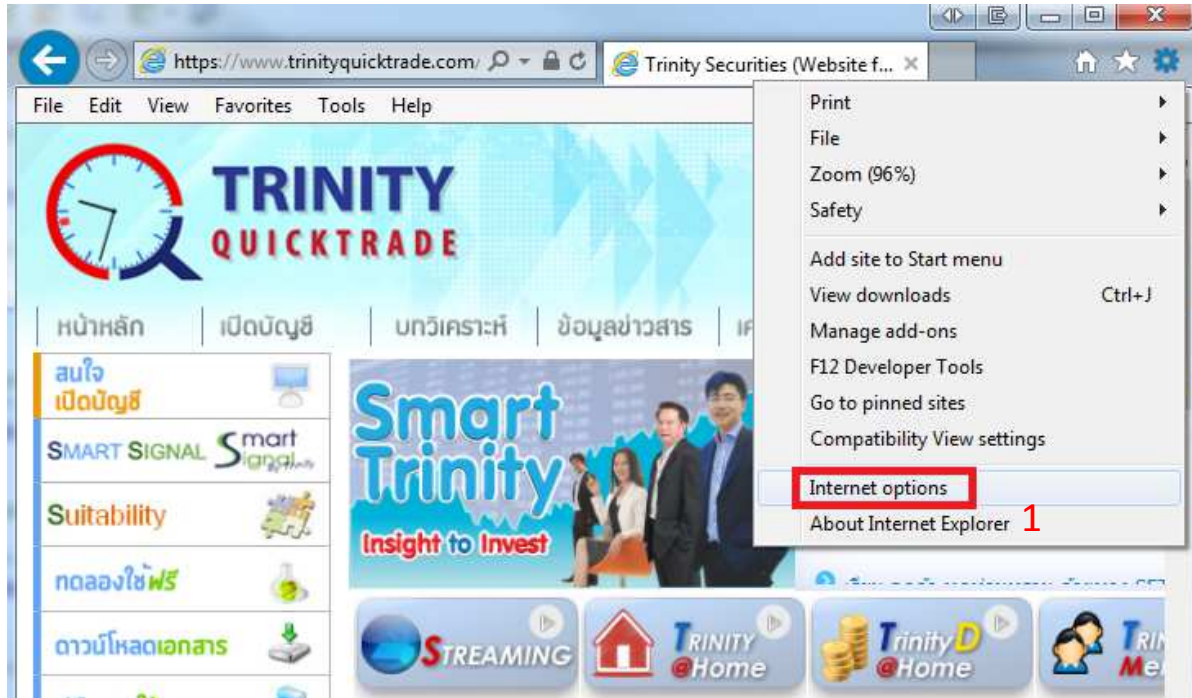 https://www.trinityquicktrade.com/
Trinity Securities (Website f...
File Edit View Favorites Tools Help
Print
File
Zoom (96%)
Safety
Add site to Start menu
View downloads Ctrl+J
Manage add-ons
F12 Developer Tools
Go to pinned sites
Compatibility View settings
Internet options
About Internet Explorer 1
TRINITY
QUICKTRADE
หน้าหลัก เปิดบัญชี บทวิเคราะห์ ข้อมูลข่าวสาร
สนใจ
เปิดบัญชี
SMART SIGNAL Smart
Signal
Suitability
ทดลองใช้ฟรี
ดาวน์โหลดเอกสาร
Smart
Trinity
Insight to Invest
STREAMING
TRINITY
@Home
Trinity D
@Home